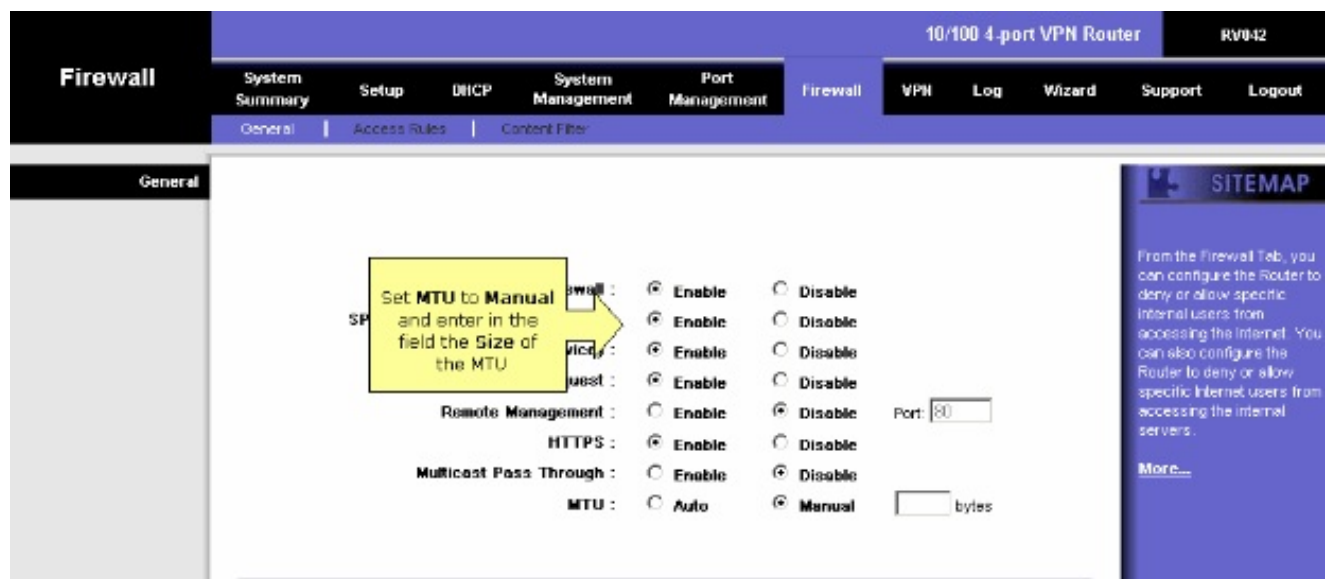 10/100 4-port VPN Router RV042
Firewall
System Summary Setup DHCP System Management Port Management Firewall VPN Log Wizard Support Logout
General | Access Rules | Content Filter
General
SITEMAP
From the Firewall Tab, you
can configure the Router to
deny or allow specific
internal users from
accessing the Internet. You
can also configure the
Router to deny or allow
specific Internet users from
accessing the internal
servers.
More...
Set MTU to Manual
and enter in the
field the Size of
the MTU
Enable Disable
SP
Enable Disable
Enable Disable
Enable Disable
Remote Management : Enable Disable Port: 80
HTTPS : Enable Disable
Multicast Pass Through : Enable Disable
MTU : Auto Manual bytes